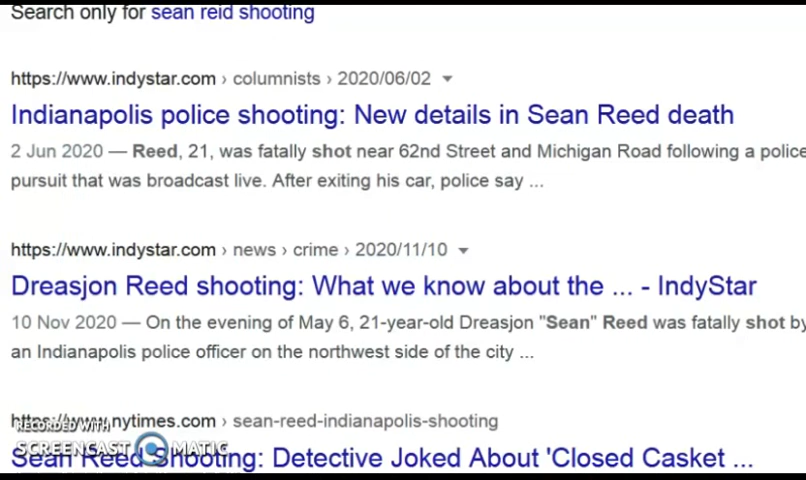 Search only for sean reid shooting
https://www.indystar.com › columnists › 2020/06/02
Indianapolis police shooting: New details in Sean Reed death
2 Jun 2020 — Reed, 21, was fatally shot near 62nd Street and Michigan Road following a police
pursuit that was broadcast live. After exiting his car, police say ...
https://www.indystar.com › news › crime › 2020/11/10
Dreasjon Reed shooting: What we know about the ... - IndyStar
10 Nov 2020 — On the evening of May 6, 21-year-old Dreasjon "Sean" Reed was fatally shot by
an Indianapolis police officer on the northwest side of the city ...
https://www.nytimes.com › sean-reed-indianapolis-shooting
RECORDED WITH
SCREENCAST MATIC
Sean Reed Shooting: Detective Joked About 'Closed Casket ...